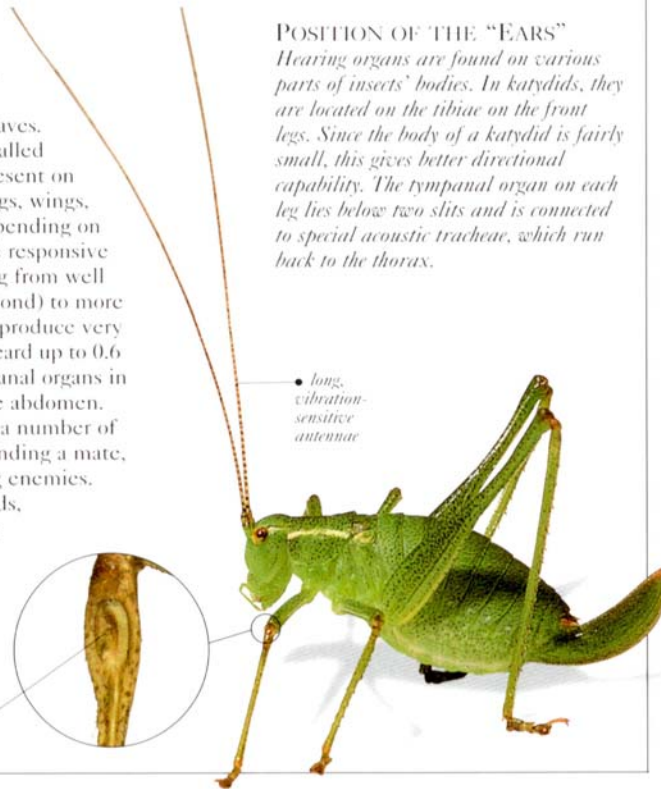 aves.
alled
esent on
gs, wings,
pending on
responsive
g from well
ond) to more
produce very
eard up to 0.6
anal organs in
e abdomen.
a number of
nding a mate,
g enemies.
ds,
POSITION OF THE “EARS”
Hearing organs are found on various
parts of insects' bodies. In katydids, they
are located on the tibiae on the front
legs. Since the body of a katydid is fairly
small, this gives better directional
capability. The tympanal organ on each
leg lies below two slits and is connected
to special acoustic tracheae, which run
back to the thorax.
long,
vibration-
sensitive
antennae